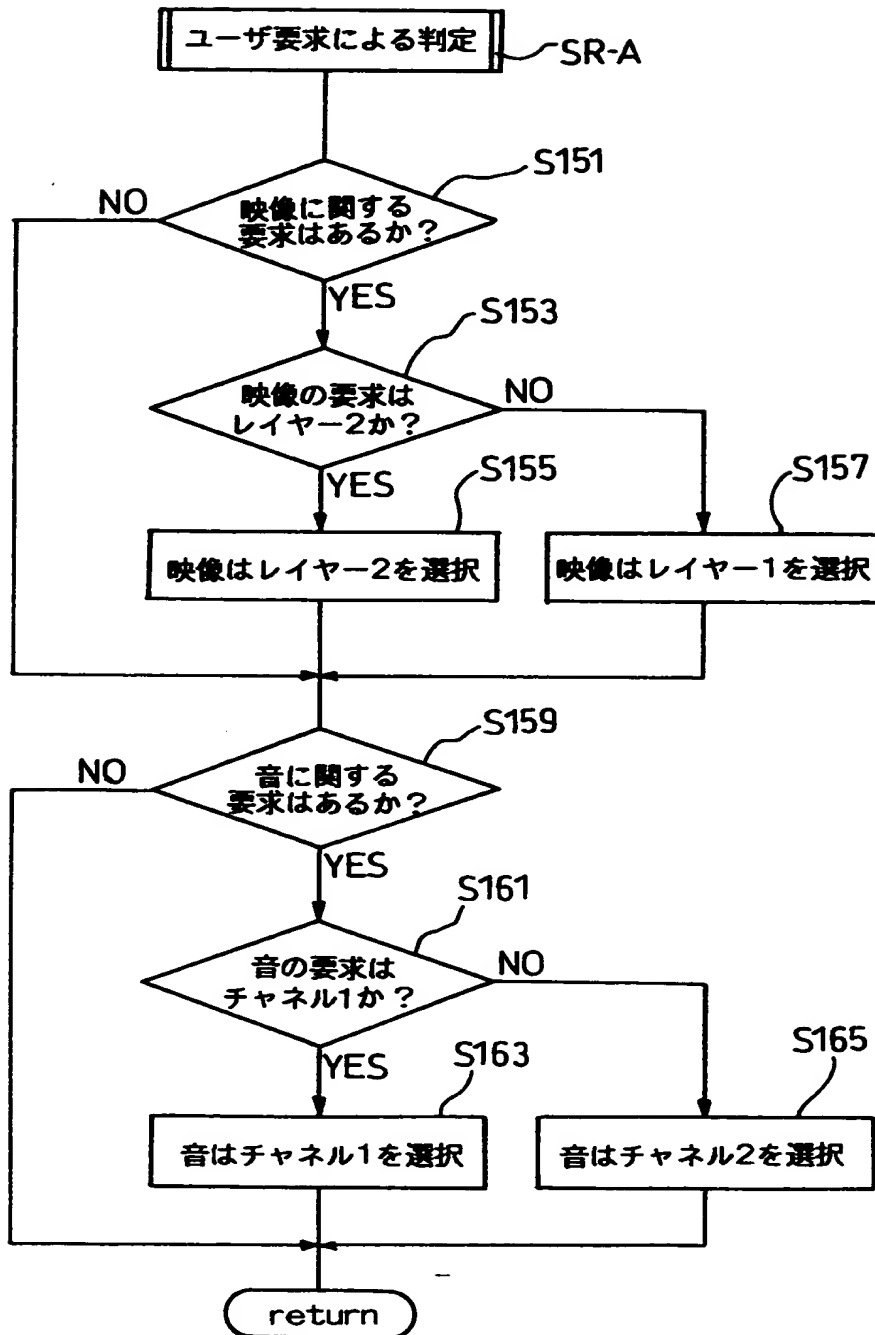 ユーザ要求による判定
SR-A
S151
NO
映像に関する
要求はあるか?
YES
S153
映像の要求は
レイヤー2か?
NO
YES
S155
S157
映像はレイヤー2を選択
映像はレイヤー1を選択
S159
NO
音に関する
要求はあるか?
YES
S161
音の要求は
チャネル1か?
NO
YES
S163
S165
音はチャネル1を選択
音はチャネル2を選択
return